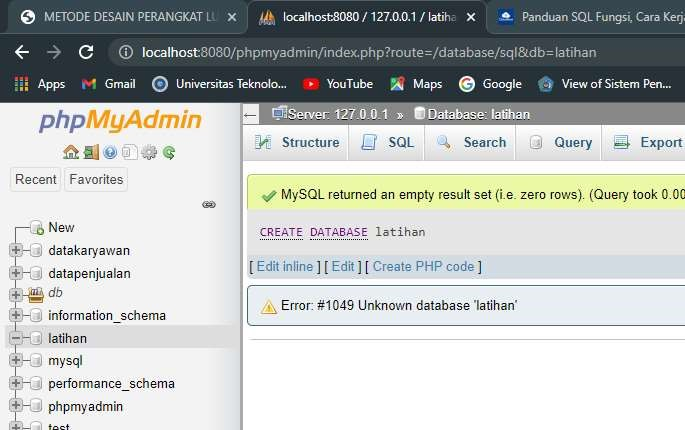 METODE DESAIN PERANGKAT LU
localhost:8080 / 127.0.0.1 / latiha
Panduan SQL Fungsi, Cara Kerja
localhost:8080/phpmyadmin/index.php?route=/database/sql&db=latihan
Apps
Gmail
Universitas Teknolo...
YouTube
Maps
Google
View of Sistem Pen...
phpMyAdmin
Recent
Favorites
New
datakaryawan
datapenjualan
db
information_schema
latihan
mysql
performance_schema
phpmyadmin
test
Server: 127.0.0.1 » Database: latihan
Structure
SQL
Search
Query
Export
MySQL returned an empty result set (i.e. zero rows). (Query took 0.00
CREATE DATABASE latihan
[ Edit inline ] [ Edit ] [ Create PHP code ]
Error: #1049 Unknown database 'latihan'